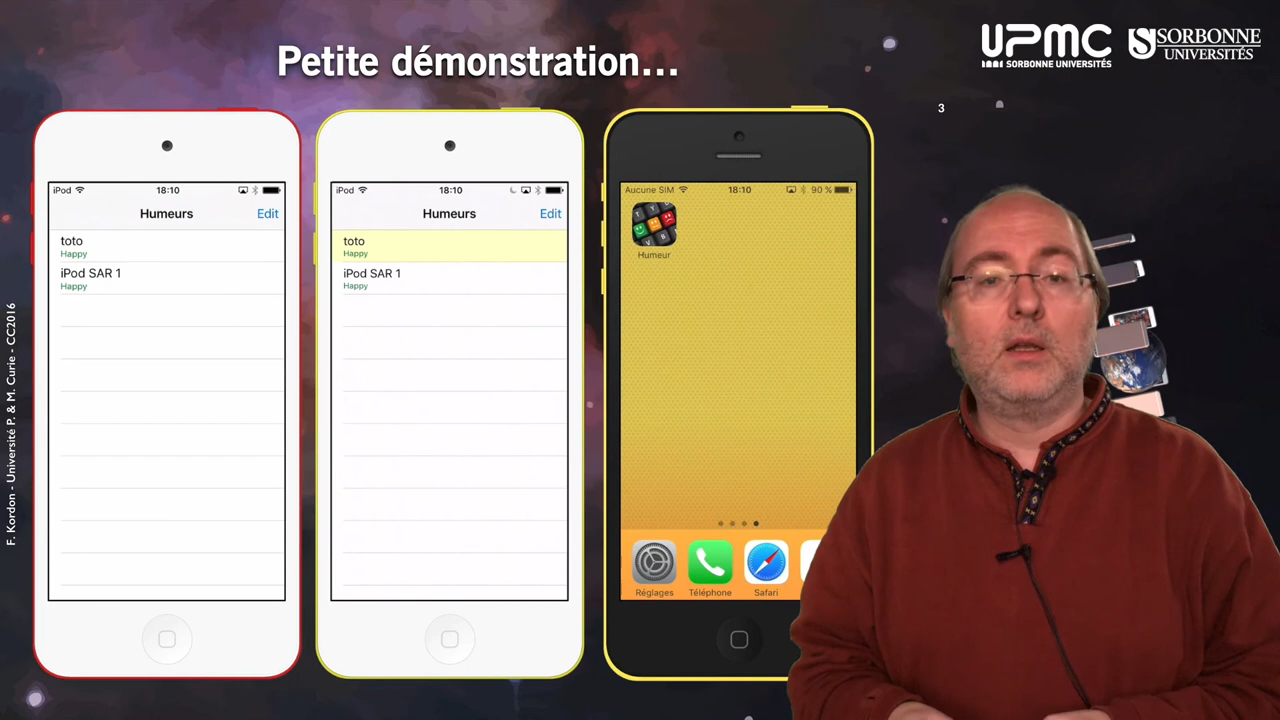 Petite démonstration...
UPMC
SORBONNE UNIVERSITÉS
S SORBONNE
UNIVERSITÉS
3
iPod 18:10
Humeurs Edit
toto
Happy
iPod SAR 1
Happy
iPod 18:10
Humeurs Edit
toto
Happy
iPod SAR 1
Happy
Aucune SIM 18:10 90 %
Humeur
Réglages Téléphone Safari
F. Kordon - Université P. & M. Curie - CC2016